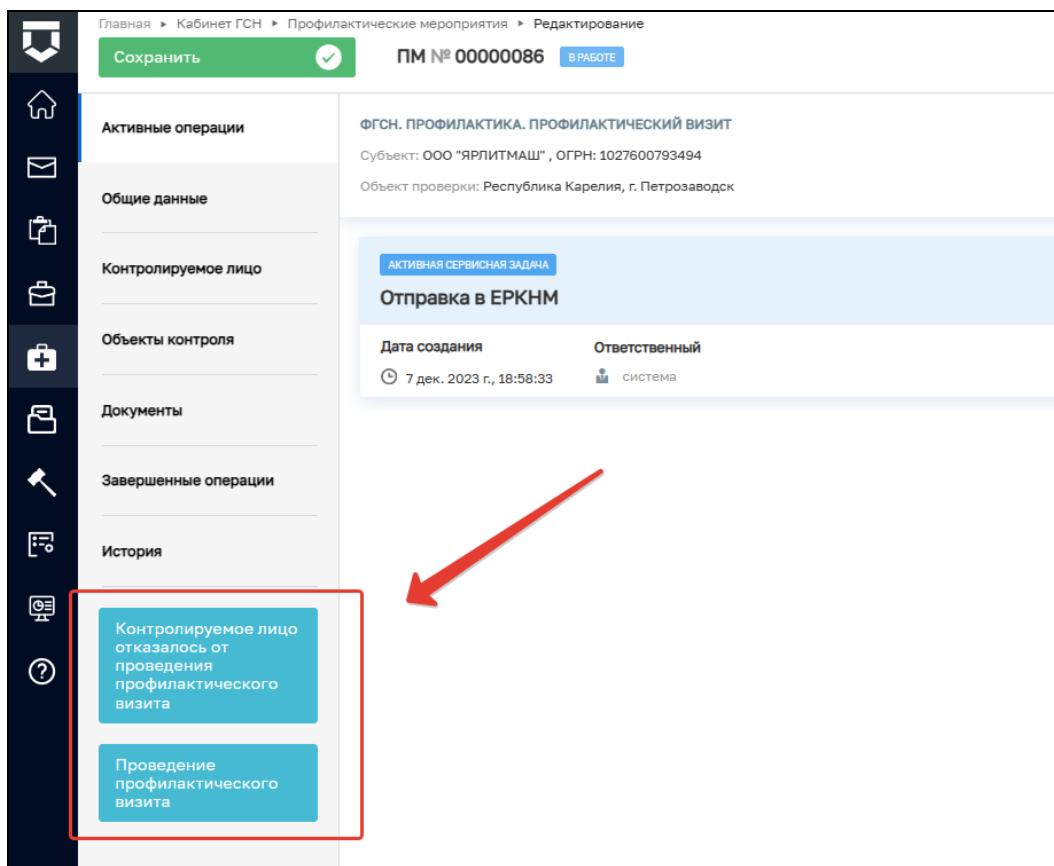 Главная ▸ Кабинет ГСН ▸ Профилактические мероприятия ▸ Редактирование
Сохранить
ПМ № 00000086 В РАБОТЕ
Активные операции
Общие данные
Контролируемое лицо
Объекты контроля
Документы
Завершенные операции
История
Контролируемое лицо
отказалось от
проведения
профилактического
визита
Проведение
профилактического
визита
ФГСН. ПРОФИЛАКТИКА. ПРОФИЛАКТИЧЕСКИЙ ВИЗИТ
Субъект: ООО "ЯРЛИТМАШ" , ОГРН: 1027600793494
Объект проверки: Республика Карелия, г. Петрозаводск
АКТИВНАЯ СЕРВИСНАЯ ЗАДАЧА
Отправка в ЕРКНМ
Дата создания Ответственный
7 дек. 2023 г., 18:58:33 система